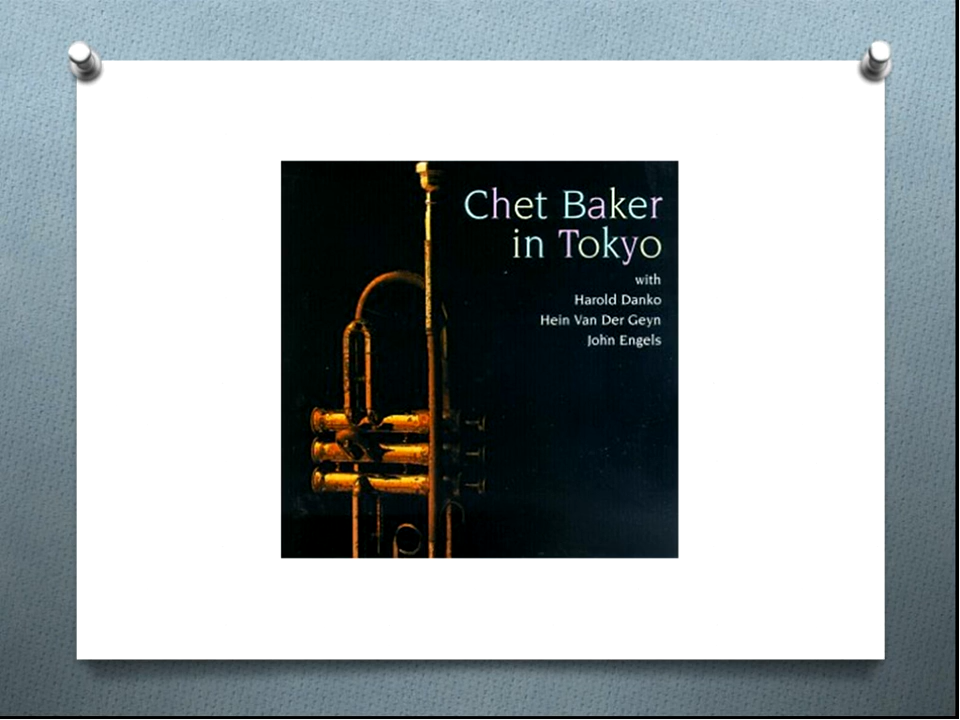 Chet Baker
in Tokyo
with
Harold Danko
Hein Van Der Geyn
John Engels